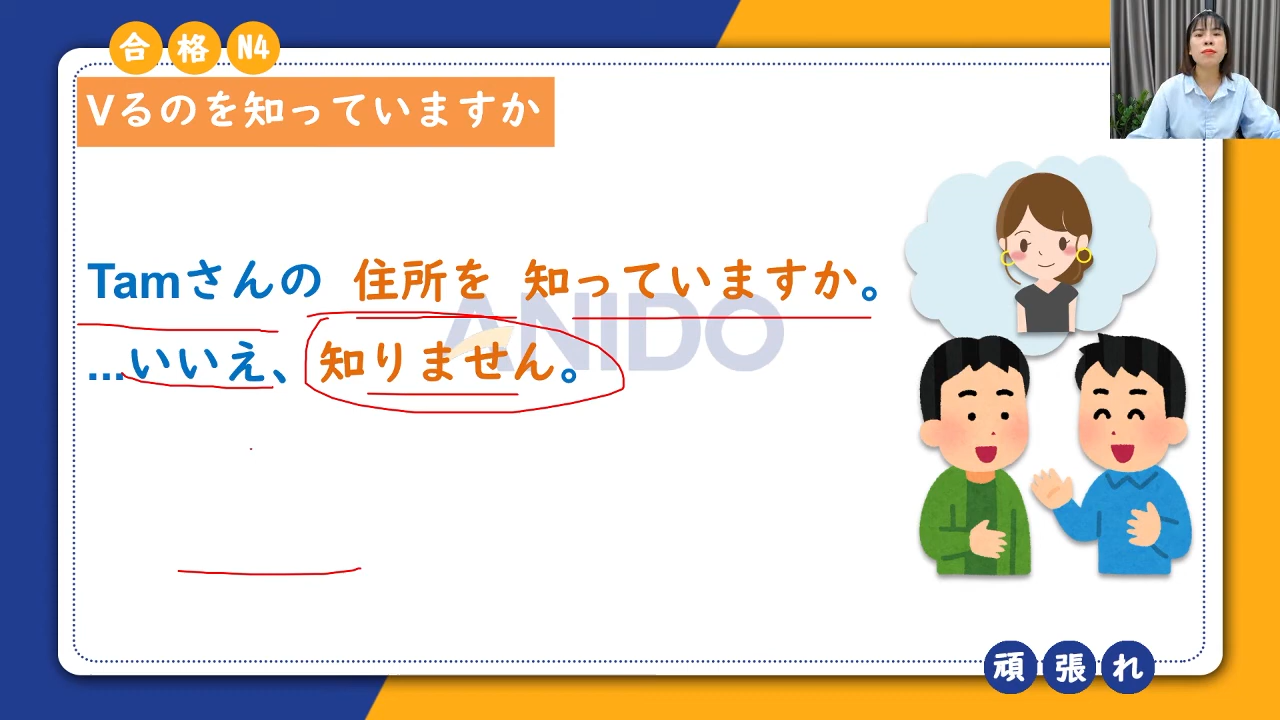 合格N4
Vるのを知っていますか
Tamさんの 住所を 知っていますか。
...いいえ、知りません。
ANIDO
頑張れ